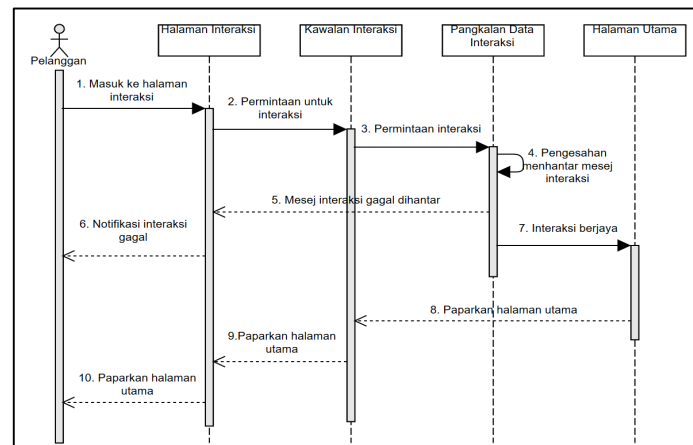 Halaman Interaksi
Kawalan Interaksi
Pangkalan Data
Interaksi
Halaman Utama
Pelanggan
1. Masuk ke halaman
interaksi
2. Permintaan untuk
interaksi
3. Permintaan interaksi
4. Pengesahan
menhantar mesej
interaksi
5. Mesej interaksi gagal dihantar
6. Notifikasi interaksi
gagal
7. Interaksi berjaya
8. Paparkan halaman utama
9.Paparkan halaman
utama
10. Paparkan halaman
utama